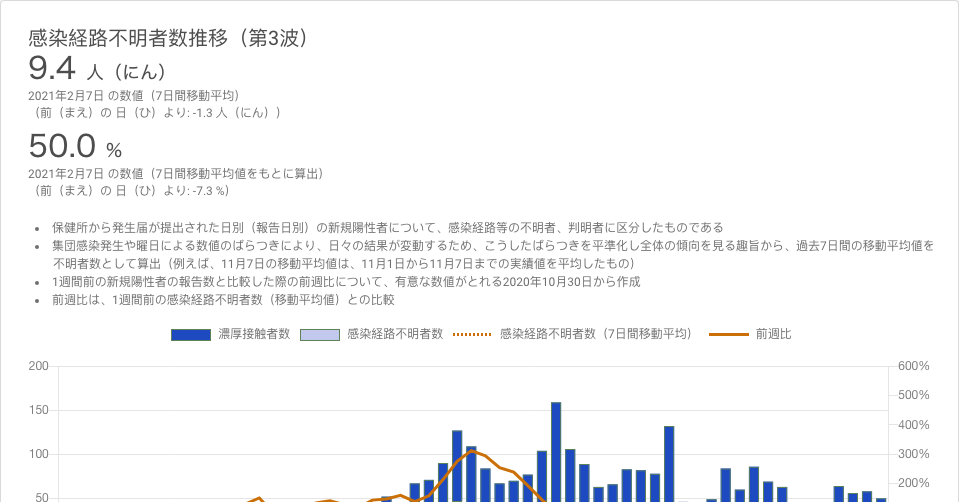 感染経路不明者数推移（第3波）
9.4 人（にん）
2021年2月7日 の数値（7日間移動平均）
（前（まえ）の 日（ひ）より: -1.3 人（にん））
50.0 %
2021年2月7日 の数値（7日間移動平均値をもとに算出）
（前（まえ）の 日（ひ）より: -7.3 %）
保健所から発生届が提出された日別（報告日別）の新規陽性者について、感染経路等の不明者、判明者に区分したものである
集団感染発生や曜日による数値のばらつきにより、日々の結果が変動するため、こうしたばらつきを平準化し全体の傾向を見る趣旨から、過去7日間の移動平均値を
不明者数として算出（例えば、11月7日の移動平均値は、11月1日から11月7日までの実績値を平均したもの）
1週間前の新規陽性者の報告数と比較した際の前週比について、有意な数値がとれる2020年10月30日から作成
前週比は、1週間前の感染経路不明者数（移動平均値）との比較
濃厚接触者数 感染経路不明者数 感染経路不明者数（7日間移動平均） 前週比
200 600%
500%
150
400%
100 300%
200%
50